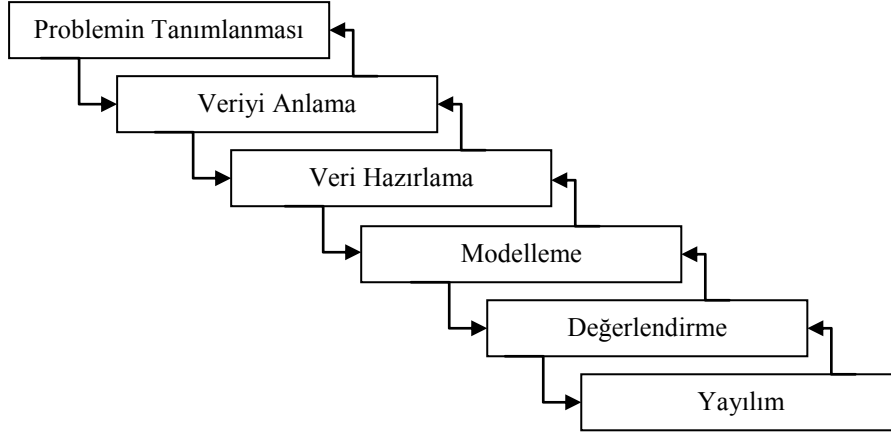 Problemin Tanımlanması
Veriyi Anlama
Veri Hazırlama
Modelleme
Değerlendirme
Yayılım